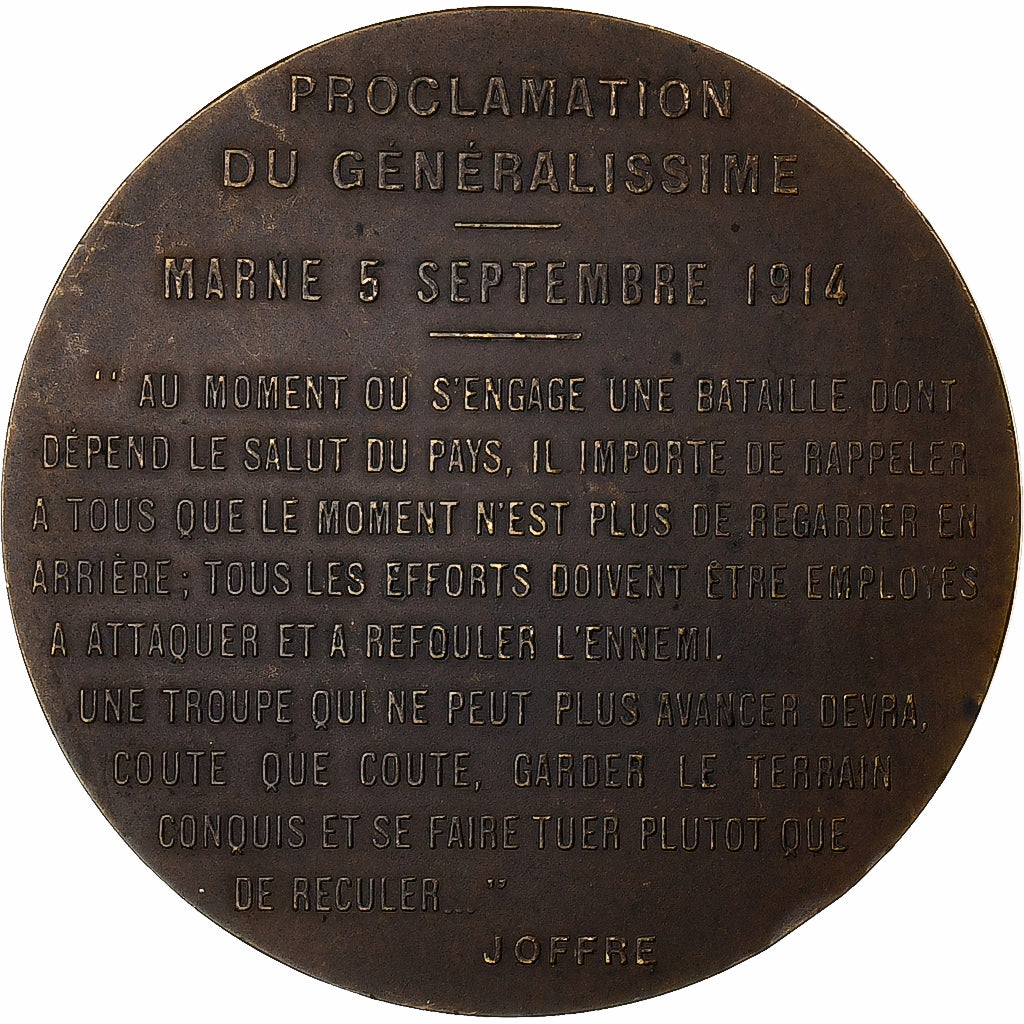 PROCLAMATION
DU GÉNÉRALISSIME
MARNE 5 SEPTEMBRE 1914
“ AU MOMENT OU S'ENGAGE UNE BATAILLE DONT
DÉPEND LE SALUT DU PAYS, IL IMPORTE DE RAPPELER
A TOUS QUE LE MOMENT N'EST PLUS DE REGARDER EN
ARRIÈRE ; TOUS LES EFFORTS DOIVENT ÊTRE EMPLOYÉS
A ATTAQUER ET A REFOULER L'ENNEMI.
UNE TROUPE QUI NE PEUT PLUS AVANCER DEVRA,
COUTE QUE COUTE, GARDER LE TERRAIN
CONQUIS ET SE FAIRE TUER PLUTOT QUE
DE RECULER... ”
JOFFRE